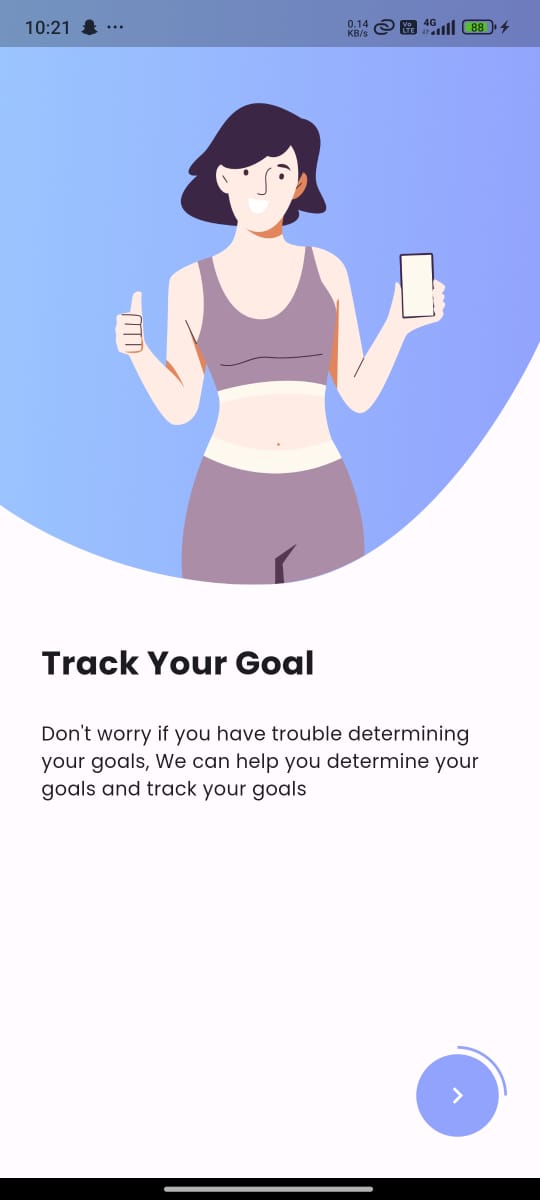 10:21 ... 0.14 KB/s Vo LTE 4G 88
Track Your Goal
Don't worry if you have trouble determining
your goals, We can help you determine your
goals and track your goals